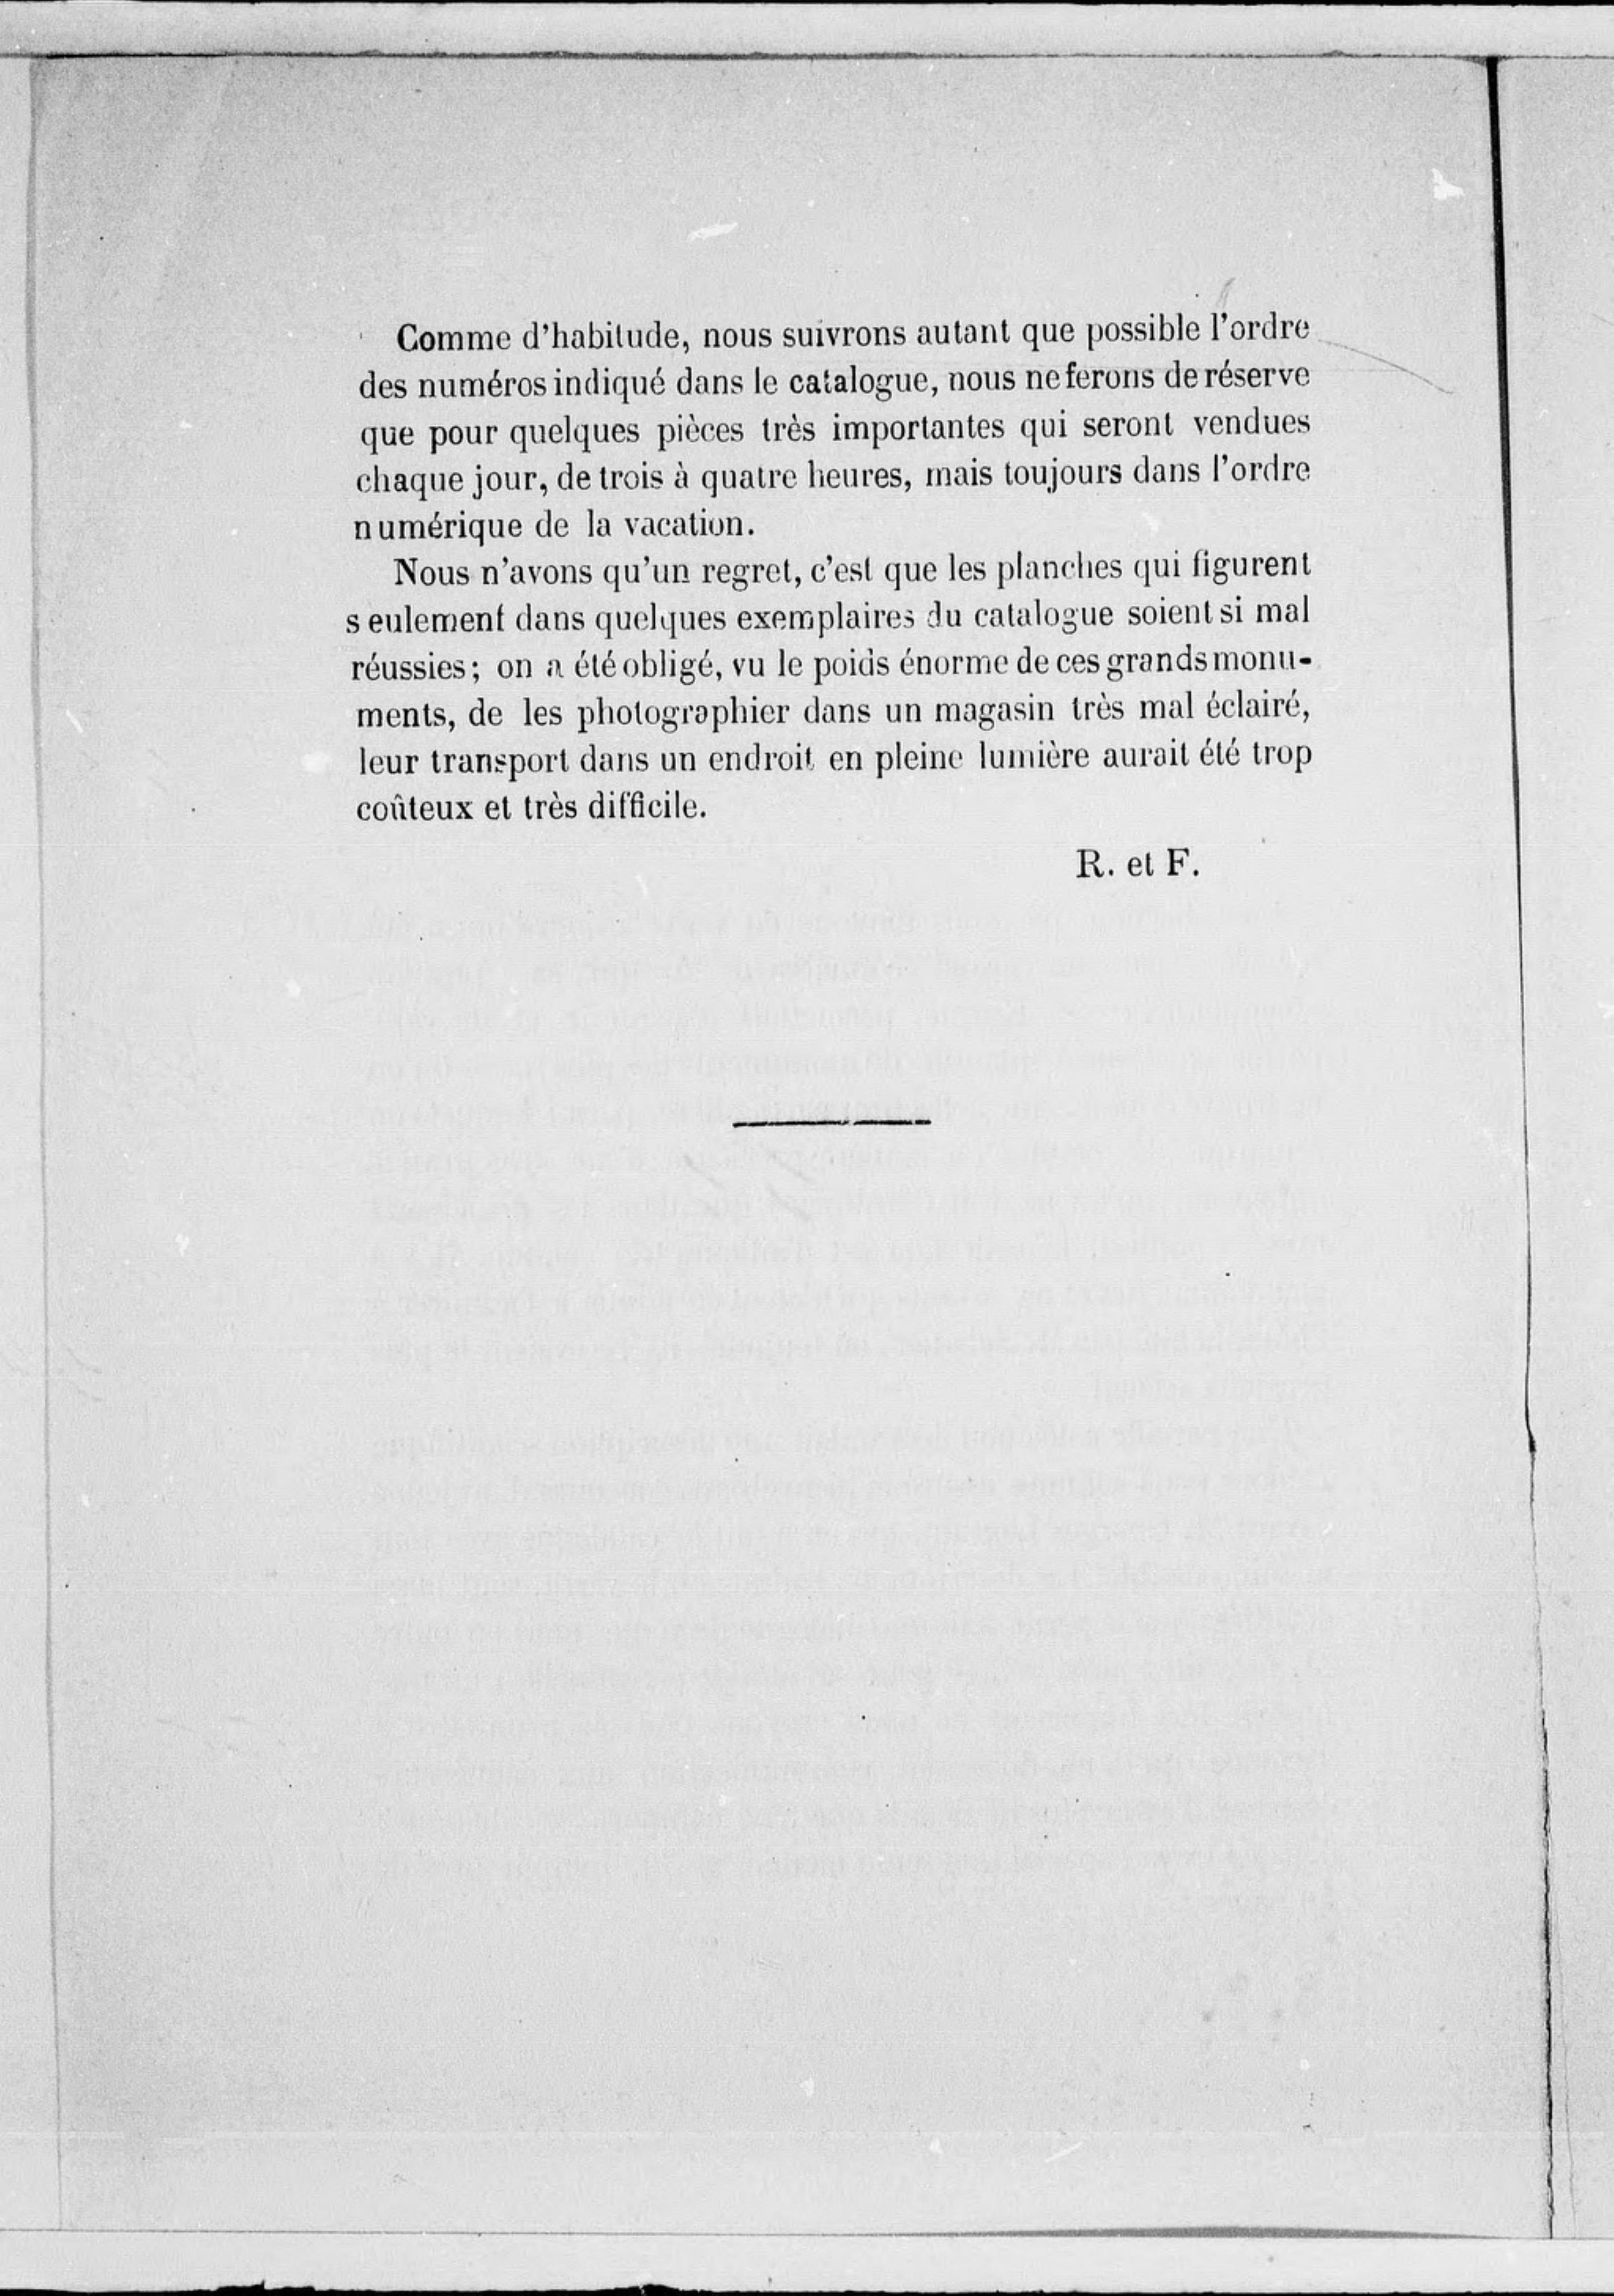 Comme d'habitude, nous suivrons autant que possible l'ordre
des numéros indiqué dans le catalogue, nous ne ferons de réserve
que pour quelques pièces très importantes qui seront vendues
chaque jour, de trois à quatre heures, mais toujours dans l'ordre
numérique de la vacation.
Nous n'avons qu'un regret, c'est que les planches qui figurent
seulement dans quelques exemplaires du catalogue soient si mal
réussies; on a été obligé, vu le poids énorme de ces grands monu-
ments, de les photographier dans un magasin très mal éclairé,
leur transport dans un endroit en pleine lumière aurait été trop
coûteux et très difficile.
R. et F.